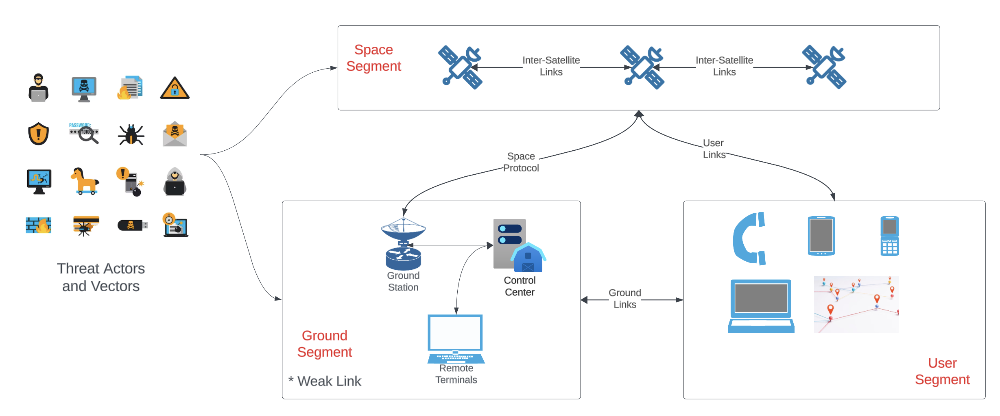 Space
Segment
Inter-Satellite
Links
Inter-Satellite
Links
PASSWORD:
10100
Threat Actors
and Vectors
Space
Protocol
User
Links
Ground
Station
Control
Center
Remote
Terminals
Ground
Segment
* Weak Link
Ground
Links
User
Segment